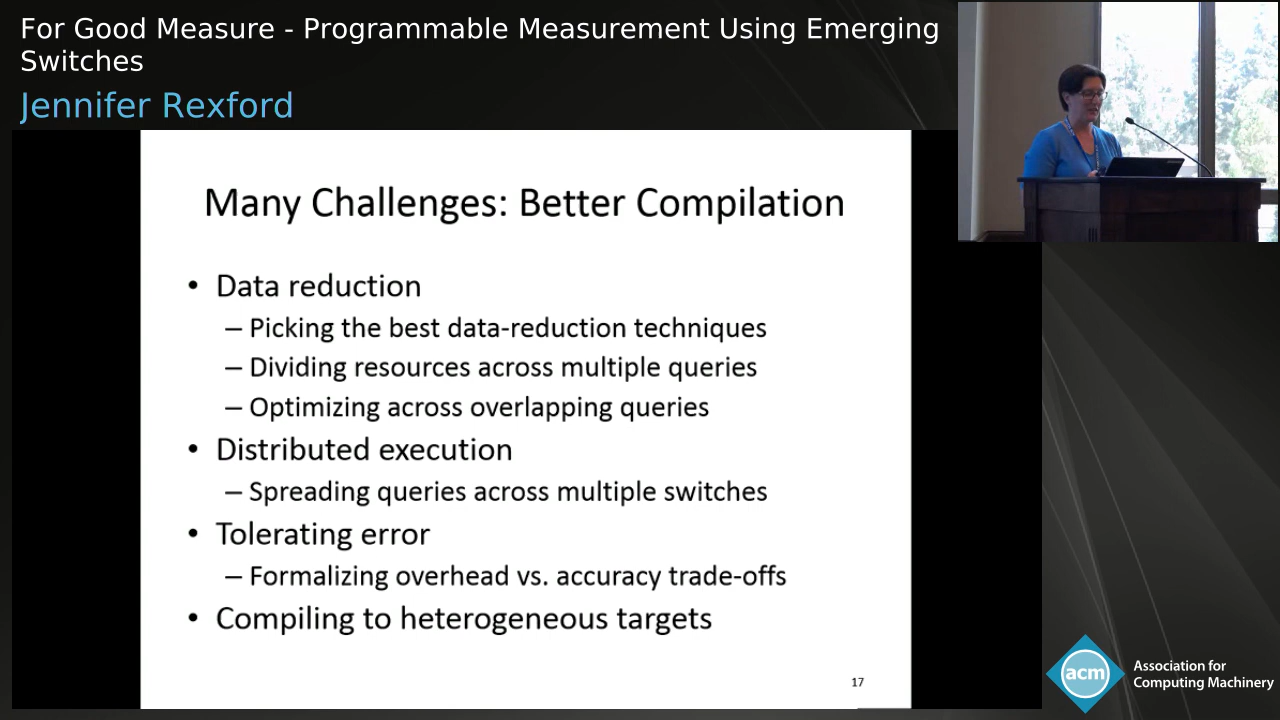 For Good Measure - Programmable Measurement Using Emerging
Switches
Jennifer Rexford
Many Challenges: Better Compilation
• Data reduction
– Picking the best data-reduction techniques
– Dividing resources across multiple queries
– Optimizing across overlapping queries
• Distributed execution
– Spreading queries across multiple switches
• Tolerating error
– Formalizing overhead vs. accuracy trade-offs
• Compiling to heterogeneous targets
17
acm
Association for
Computing Machinery